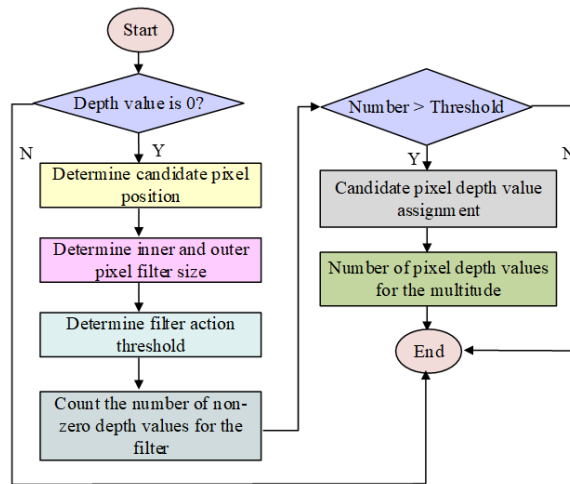 Start
Depth value is 0?
N
Y
Determine candidate pixel
position
Determine inner and outer
pixel filter size
Determine filter action
threshold
Count the number of non-
zero depth values for the
filter
Number > Threshold
Y
N
Candidate pixel depth value
assignment
Number of pixel depth values
for the multitude
End